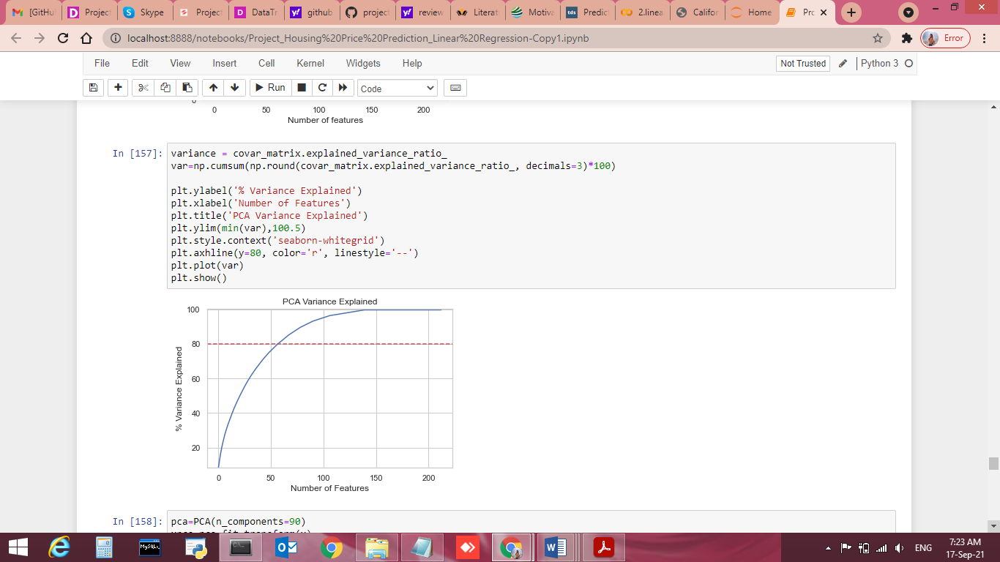 [GitHu
Project
Skype
Project
DataTr
github
project
review
Literat
Motiva
tds
Predict
2.linea
Califor
Home
Pro
localhost:8888/notebooks/Project_Housing%20Price%20Prediction_Linear%20Regression-Copy1.ipynb
Error
File Edit View Insert Cell Kernel Widgets Help
Not Trusted
Python 3
Run
Code
0 50 100 150 200
Number of features
In [157]:
variance = covar_matrix.explained_variance_ratio_
var=np.cumsum(np.round(covar_matrix.explained_variance_ratio_, decimals=3)*100)
plt.ylabel('% Variance Explained')
plt.xlabel('Number of Features')
plt.title('PCA Variance Explained')
plt.ylim(min(var),100.5)
plt.style.context('seaborn-whitegrid')
plt.axhline(y=80, color='r', linestyle='--')
plt.plot(var)
plt.show()
PCA Variance Explained
100
80
60
40
20
% Variance Explained
0 50 100 150 200
Number of Features
In [158]:
pca=PCA(n_components=90)
ENG
7:23 AM
17-Sep-21